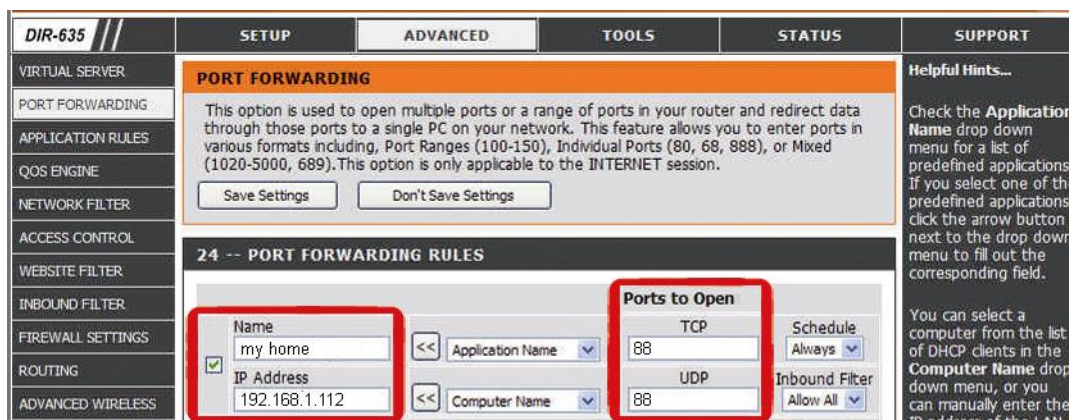 DIR-635
SETUP
ADVANCED
TOOLS
STATUS
SUPPORT
VIRTUAL SERVER
PORT FORWARDING
APPLICATION RULES
QOS ENGINE
NETWORK FILTER
ACCESS CONTROL
WEBSITE FILTER
INBOUND FILTER
FIREWALL SETTINGS
ROUTING
ADVANCED WIRELESS
PORT FORWARDING
This option is used to open multiple ports or a range of ports in your router and redirect data
through those ports to a single PC on your network. This feature allows you to enter ports in
various formats including, Port Ranges (100-150), Individual Ports (80, 68, 888), or Mixed
(1020-5000, 689).This option is only applicable to the INTERNET session.
Save Settings
Don't Save Settings
24 -- PORT FORWARDING RULES
Ports to Open
Name
my home
<<
Application Name
TCP
88
Schedule
Always
IP Address
192.168.1.112
<<
Computer Name
UDP
88
Inbound Filter
Allow All
Helpful Hints...
Check the Application
Name drop down
menu for a list of
predefined applications
If you select one of the
predefined applications
click the arrow button
next to the drop down
menu to fill out the
corresponding field.
You can select a
computer from the list
of DHCP clients in the
Computer Name drop
down menu, or you
can manually enter the
IP address of the LAN